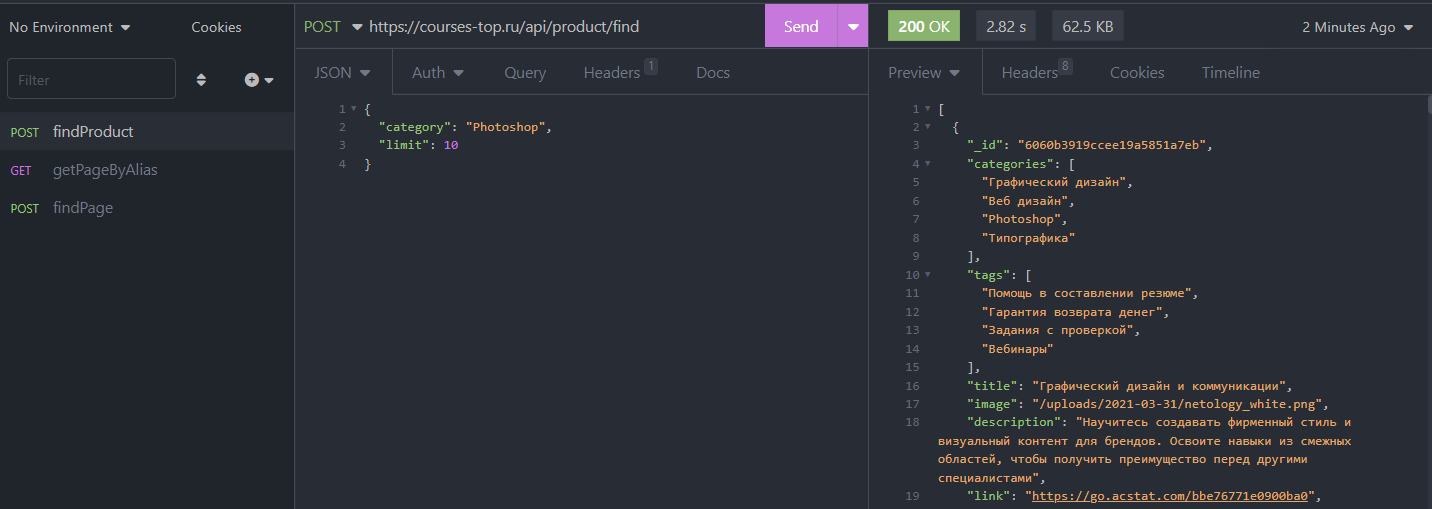 No Environment
Cookies
Filter
POST findProduct
GET getPageByAlias
POST findPage
POST https://courses-top.ru/api/product/find Send
JSON Auth Query Headers 1 Docs
1 {
2 "category": "Photoshop",
3 "limit": 10
4 }
200 OK 2.82 s 62.5 KB 2 Minutes Ago
Preview Headers 8 Cookies Timeline
1 [
2 {
3 "_id": "6060b3919ccee19a5851a7eb",
4 "categories": [
5 "Графический дизайн",
6 "Веб дизайн",
7 "Photoshop",
8 "Типографика"
9 ],
10 "tags": [
11 "Помощь в составлении резюме",
12 "Гарантия возврата денег",
13 "Задания с проверкой",
14 "Вебинары"
15 ],
16 "title": "Графический дизайн и коммуникации",
17 "image": "/uploads/2021-03-31/netology_white.png",
18 "description": "Научитесь создавать фирменный стиль и
визуальный контент для брендов. Освоите навыки из смежных
областей, чтобы получить преимущество перед другими
специалистами",
19 "link": "https://go.acstat.com/bbe76771e0900ba0",